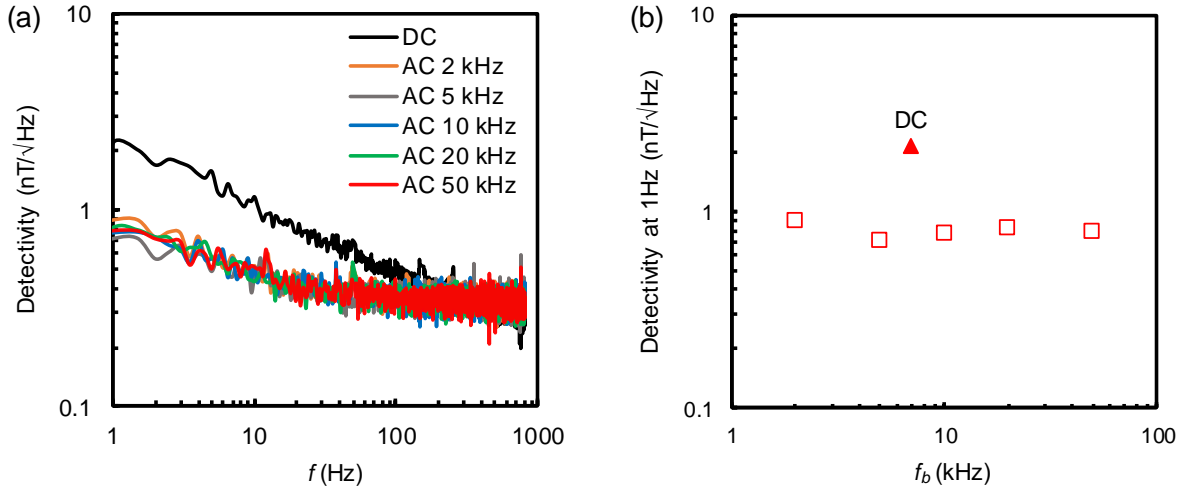 (a)
Detectivity (nT/√Hz)
10
1
0.1
DC
AC 2 kHz
AC 5 kHz
AC 10 kHz
AC 20 kHz
AC 50 kHz
1
10
100
1000
f (Hz)
(b)
Detectivity at 1Hz (nT/√Hz)
10
1
0.1
DC
1
10
100
f_b (kHz)